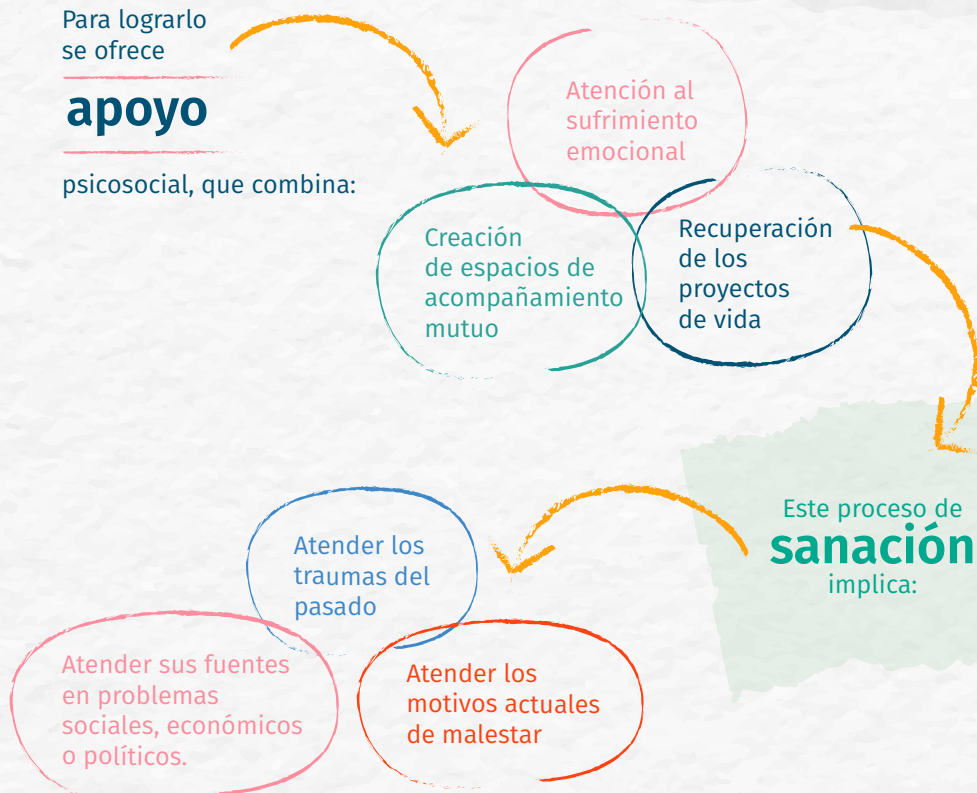 Para lograrlo
se ofrece
apoyo
psicosocial, que combina:
Atención al
sufrimiento
emocional
Creación
de espacios de
acompañamiento
mutuo
Recuperación
de los
proyectos
de vida
Este proceso de
sanación
implica:
Atender los
traumas del
pasado
Atender sus fuentes
en problemas
sociales, económicos
o políticos.
Atender los
motivos actuales
de malestar